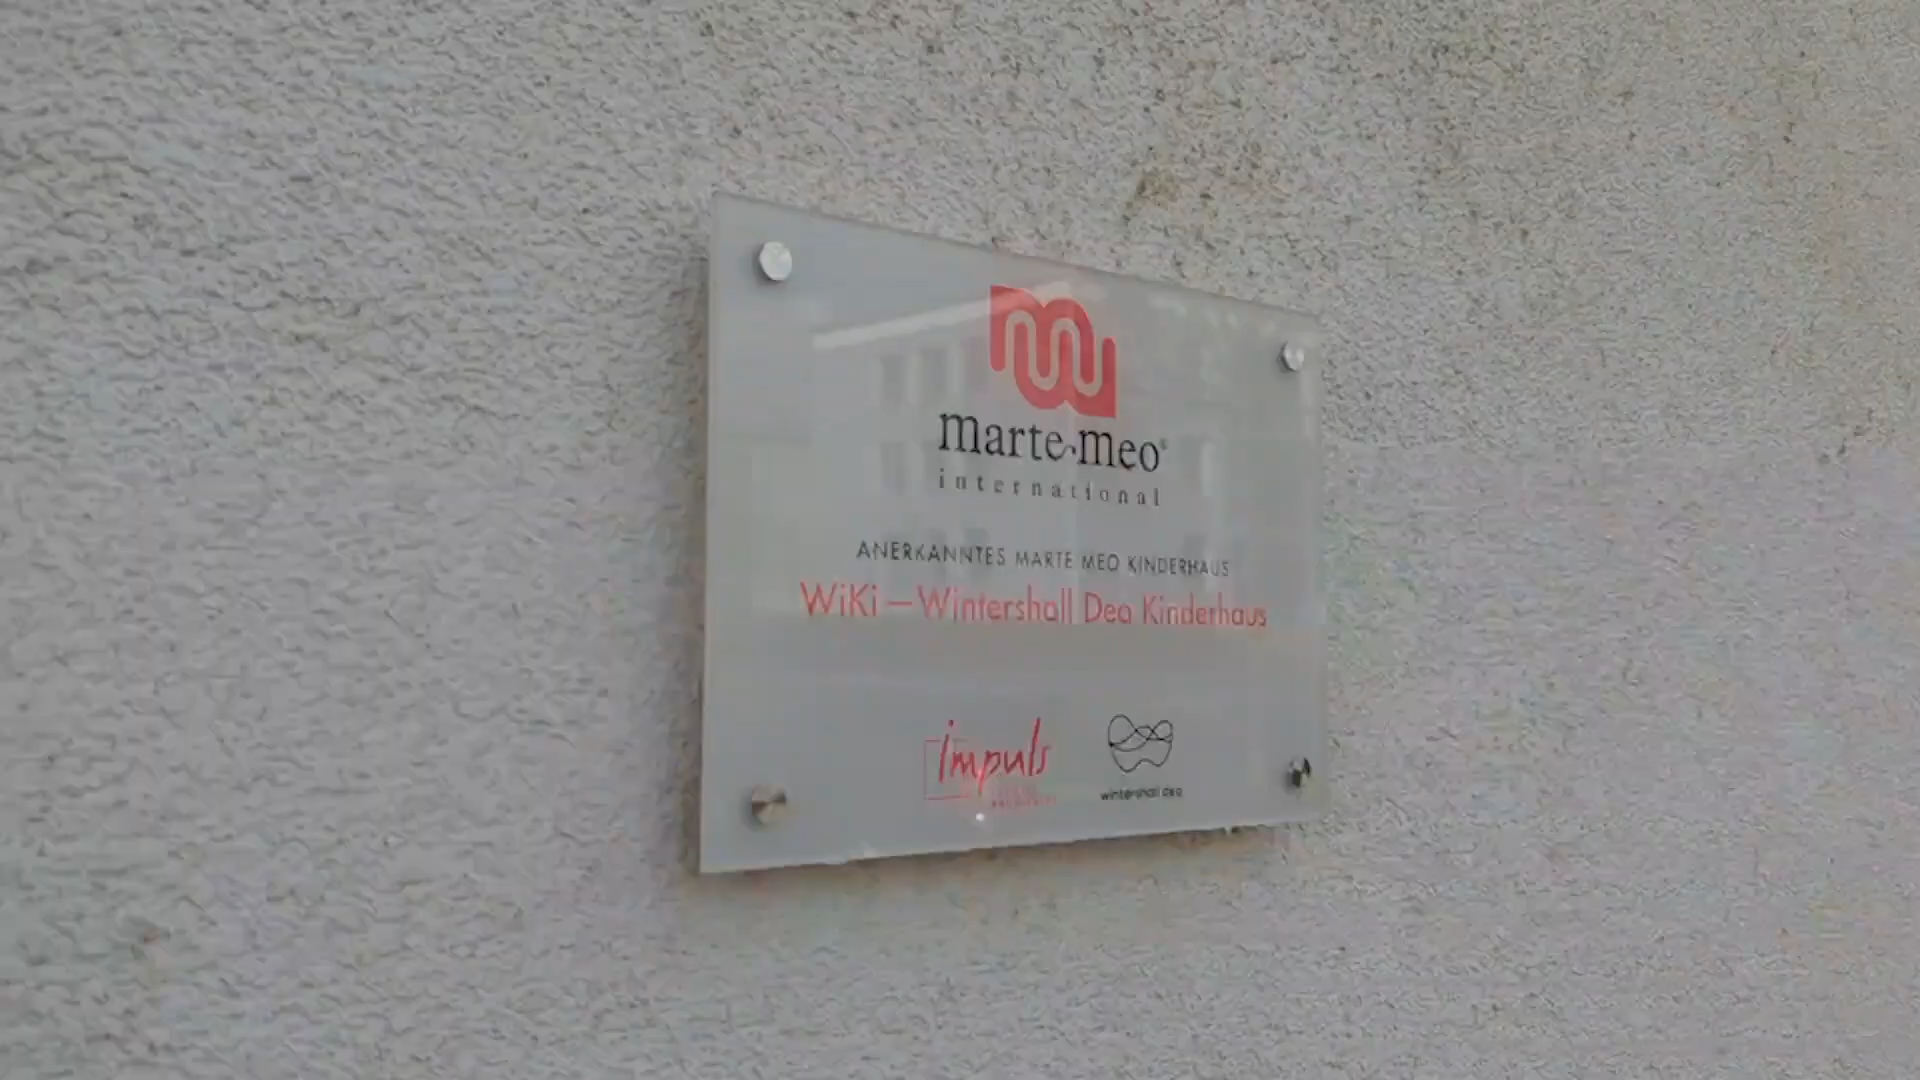 marte meo®
international
ANERKANNTES MARTE MEO KINDERHAUS
WiKi – Wintershall Dea Kinderhaus
impuls
wintershall dea